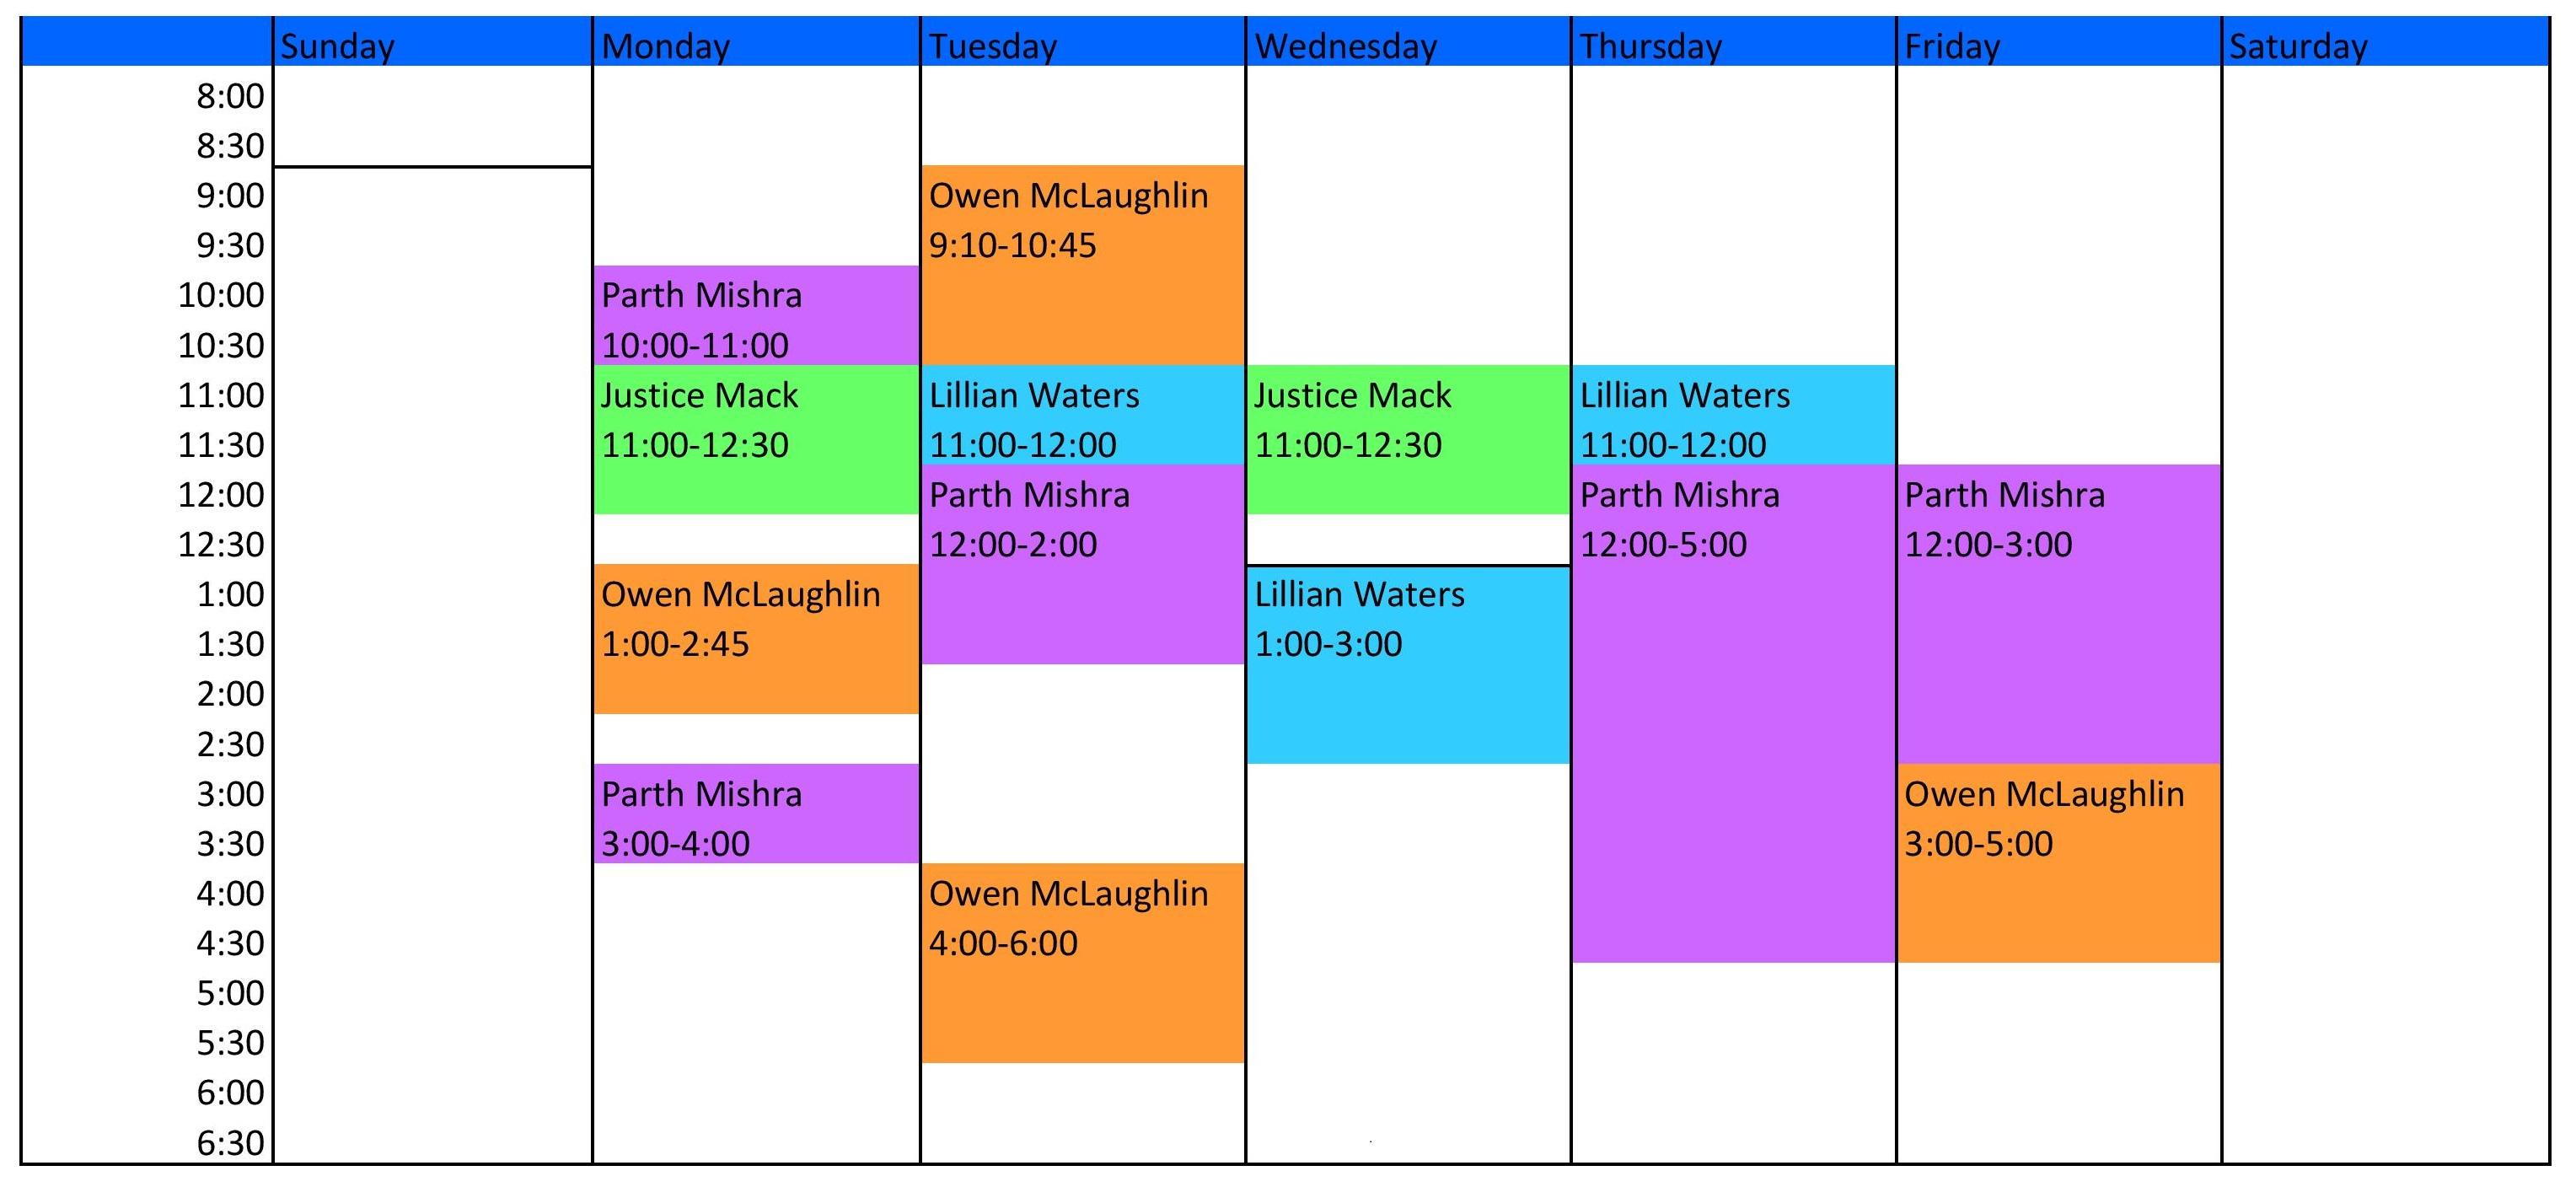 Sunday Monday Tuesday Wednesday Thursday Friday Saturday
8:00
8:30
9:00 Owen McLaughlin
9:30 9:10-10:45
10:00 Parth Mishra
10:30 10:00-11:00
11:00 Justice Mack Lillian Waters Justice Mack Lillian Waters
11:30 11:00-12:30 11:00-12:00 11:00-12:30 11:00-12:00
12:00 Parth Mishra Parth Mishra Parth Mishra
12:30 12:00-2:00 12:00-5:00 12:00-3:00
1:00 Owen McLaughlin Lillian Waters
1:30 1:00-2:45 1:00-3:00
2:00
2:30
3:00 Parth Mishra Owen McLaughlin
3:30 3:00-4:00 3:00-5:00
4:00 Owen McLaughlin
4:30 4:00-6:00
5:00
5:30
6:00
6:30